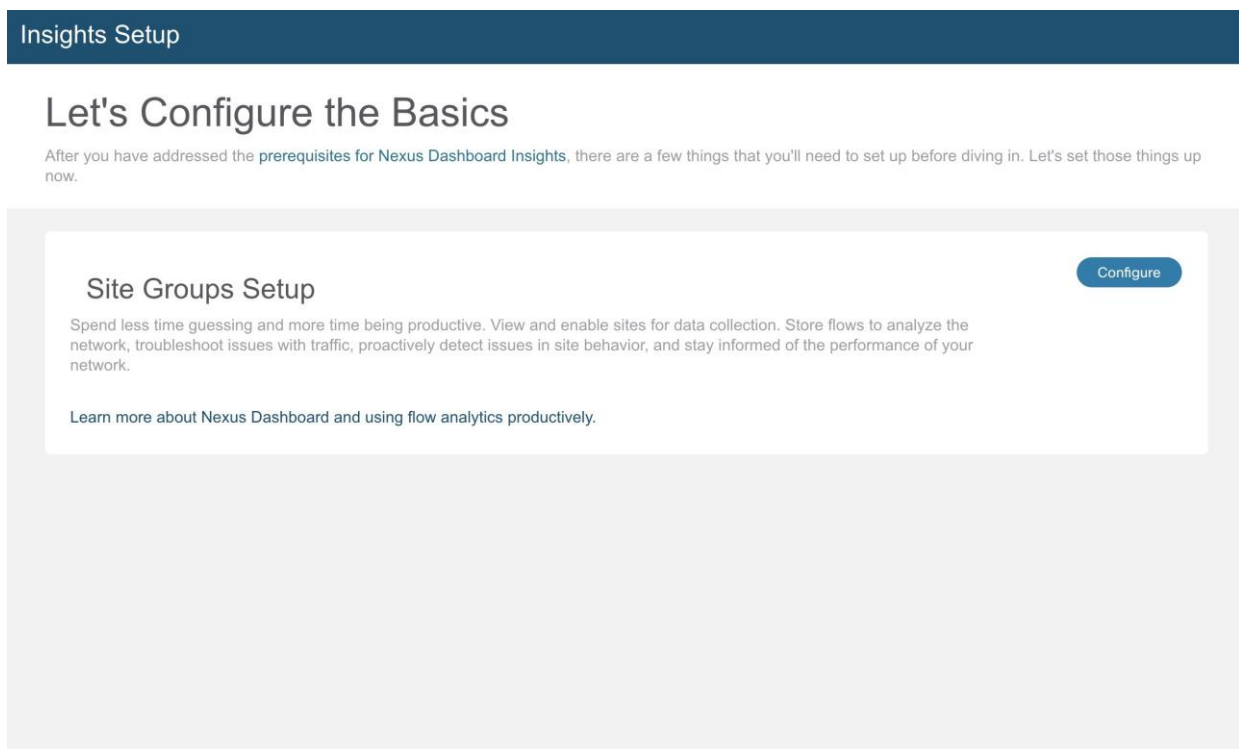 Insights Setup
Let's Configure the Basics
After you have addressed the prerequisites for Nexus Dashboard Insights, there are a few things that you'll need to set up before diving in. Let's set those things up
now.
Configure
Site Groups Setup
Spend less time guessing and more time being productive. View and enable sites for data collection. Store flows to analyze the
network, troubleshoot issues with traffic, proactively detect issues in site behavior, and stay informed of the performance of your
network.
Learn more about Nexus Dashboard and using flow analytics productively.